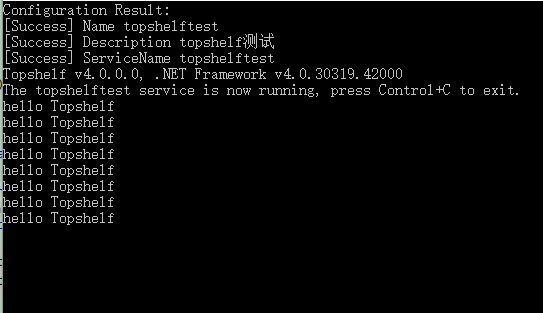 Configuration Result:
[Success] Name topshelftest
[Success] Description topshelf测试
[Success] ServiceName topshelftest
Topshelf v4.0.0.0, .NET Framework v4.0.30319.42000
The topshelftest service is now running, press Control+C to exit.
hello Topshelf
hello Topshelf
hello Topshelf
hello Topshelf
hello Topshelf
hello Topshelf
hello Topshelf
hello Topshelf